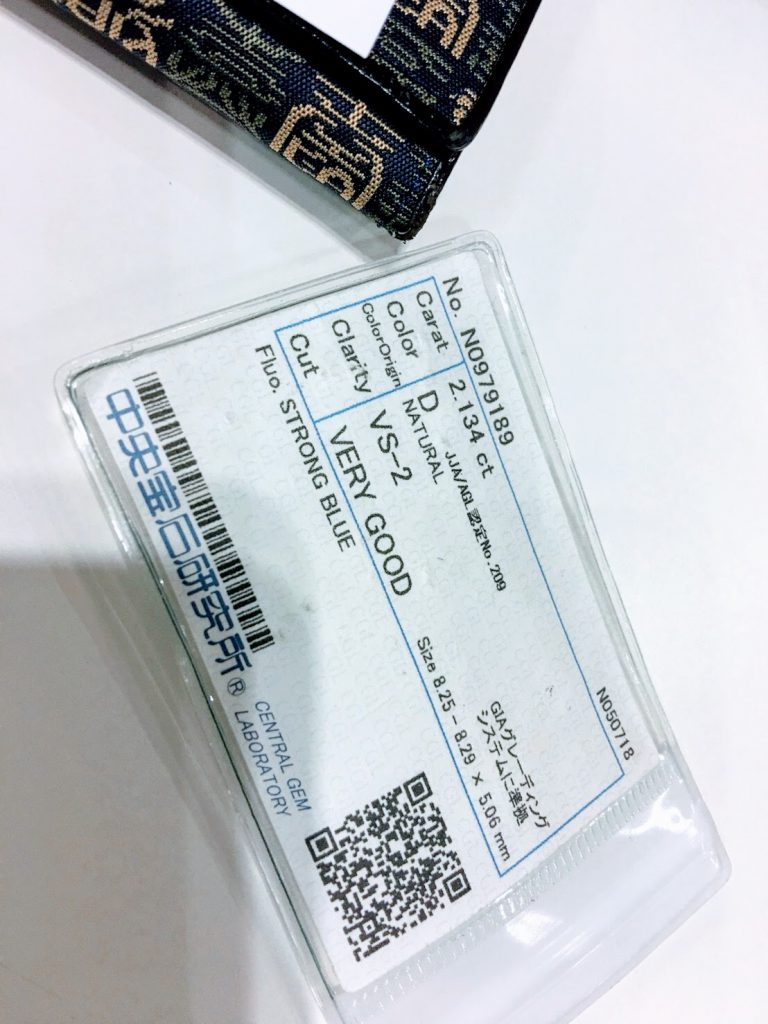 No. N0979189
N050718
Carat 2.134 ct
Color D JJA/AGL認定No.209
ColorOrigin NATURAL
Clarity VS-2
Cut VERY GOOD
GIAグレーディング
システムに準拠
Size 8.25 - 8.29 × 5.06 mm
Fluo. STRONG BLUE
中央宝石研究所®
CENTRAL GEM
LABORATORY